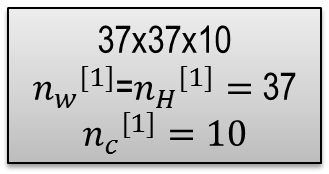 37x37x10
n_w^[1]=n_H^[1] = 37
n_c^[1] = 10